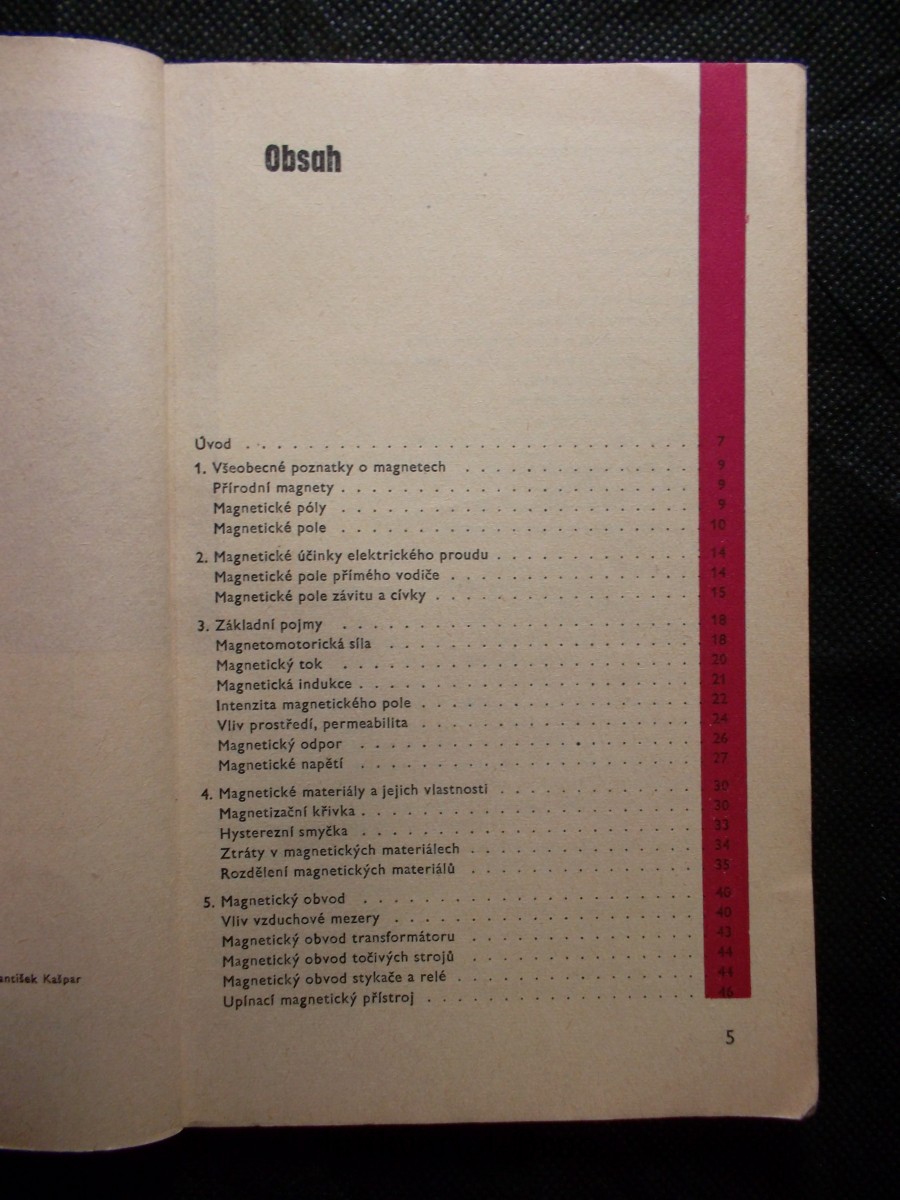 Obsah
Úvod . . . . . . . . . . . . . . . . . . . . . . . . 7
1. Všeobecné poznatky o magnetech . . . . . . . . . . . . 9
Přírodní magnety . . . . . . . . . . . . . . . . . . 9
Magnetické póly . . . . . . . . . . . . . . . . . . 9
Magnetické pole . . . . . . . . . . . . . . . . . . 10
2. Magnetické účinky elektrického proudu . . . . . . . . . . . 14
Magnetické pole přímého vodiče . . . . . . . . . . . . . 14
Magnetické pole závitu a cívky . . . . . . . . . . . . . . 15
3. Základní pojmy . . . . . . . . . . . . . . . . . . 18
Magnetomotorická síla . . . . . . . . . . . . . . . . 18
Magnetický tok . . . . . . . . . . . . . . . . . . 20
Magnetická indukce . . . . . . . . . . . . . . . . . . 21
Intenzita magnetického pole . . . . . . . . . . . . . . 22
Vliv prostředí, permeabilita . . . . . . . . . . . . . . 24
Magnetický odpor . . . . . . . . . . . . . . . . . . 26
Magnetické napětí . . . . . . . . . . . . . . . . . . 27
4. Magnetické materiály a jejich vlastnosti . . . . . . . . . . 30
Magnetizační křivka . . . . . . . . . . . . . . . . . . 30
Hysterezní smyčka . . . . . . . . . . . . . . . . . . 33
Ztráty v magnetických materiálech . . . . . . . . . . . . 34
Rozdělení magnetických materiálů . . . . . . . . . . . . 35
5. Magnetický obvod . . . . . . . . . . . . . . . . . . 40
Vliv vzduchové mezery . . . . . . . . . . . . . . . . 40
Magnetický obvod transformátoru . . . . . . . . . . . . 43
Magnetický obvod točivých strojů . . . . . . . . . . . . 44
Magnetický obvod stykače a relé . . . . . . . . . . . . . 44
Upínací magnetický přístroj . . . . . . . . . . . . . . 46
5
antišek Kašpar